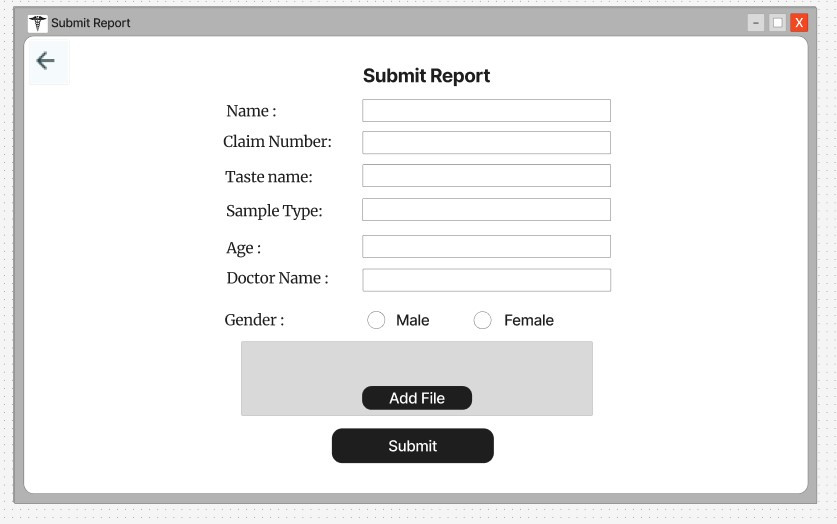 Submit Report
X
Submit Report
Name :
Claim Number:
Taste name:
Sample Type:
Age :
Doctor Name :
Gender : Male Female
Add File
Submit